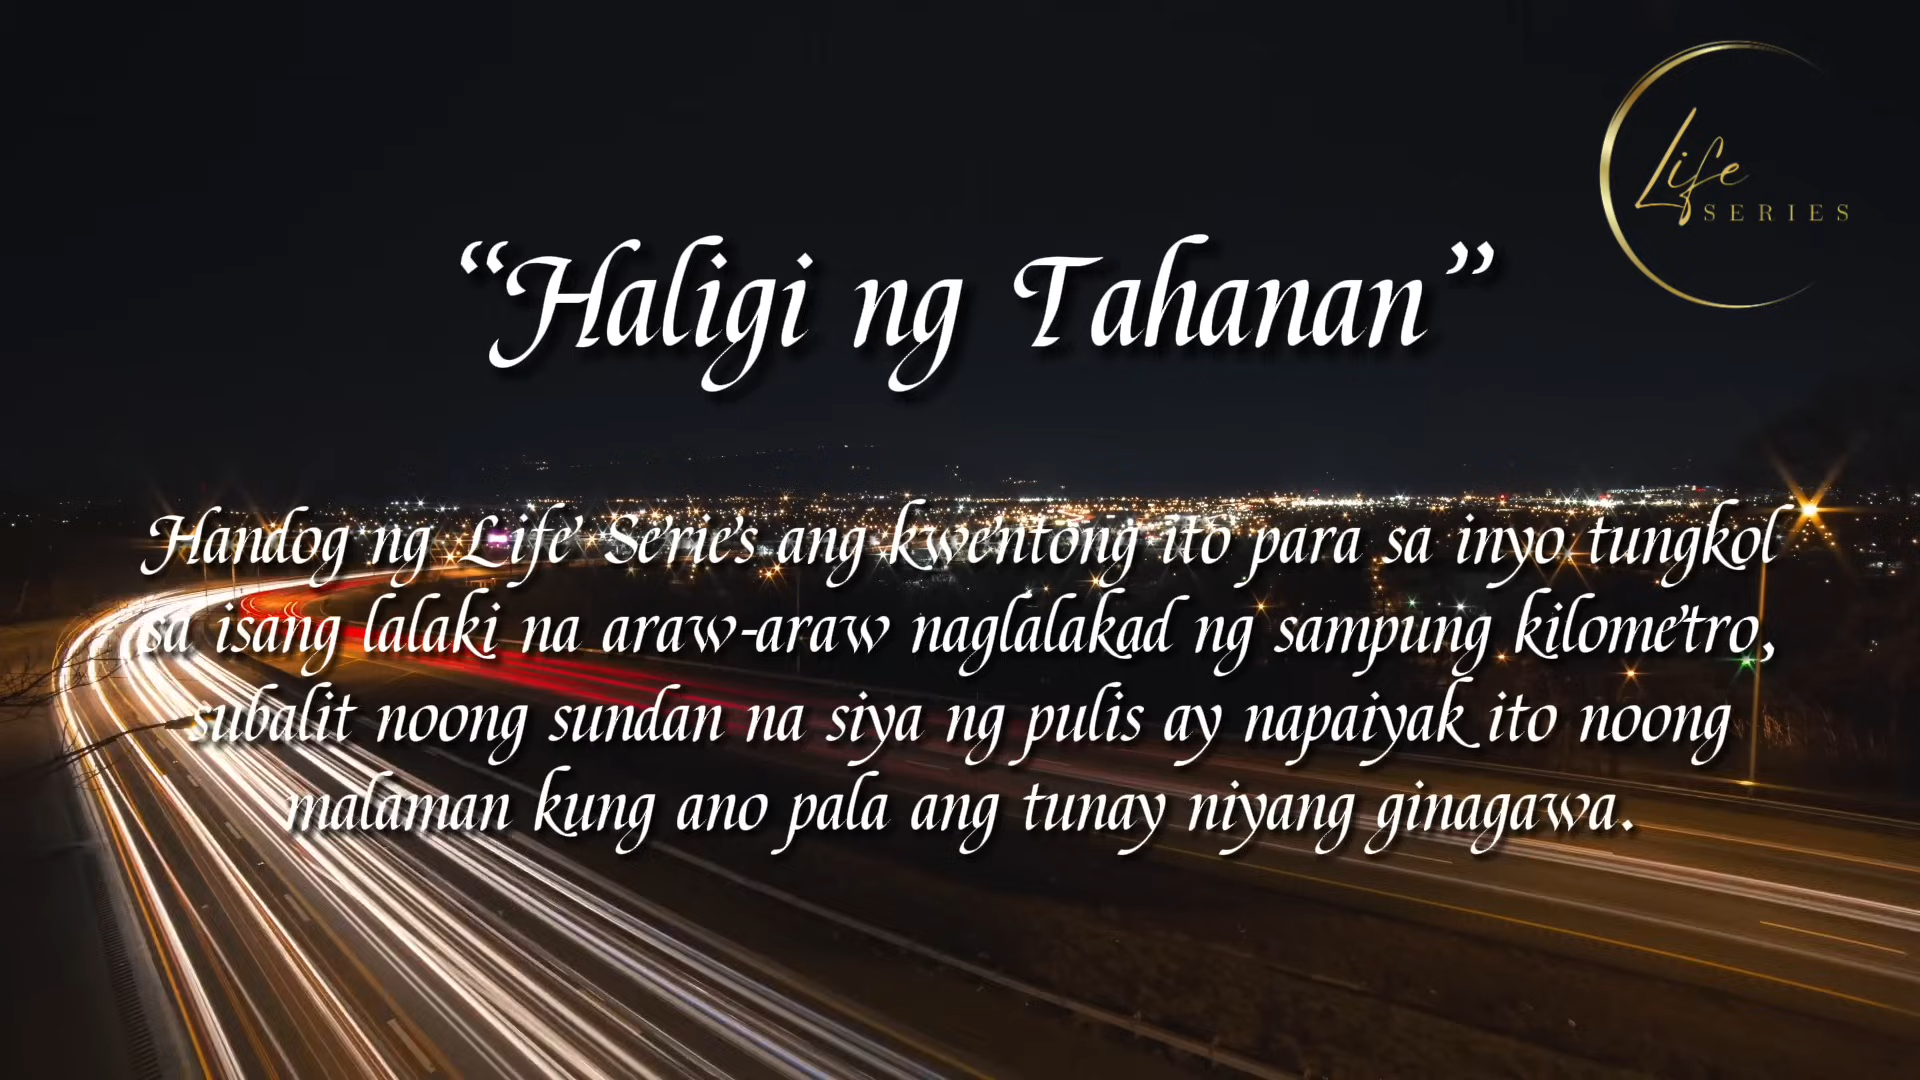 Life
SERIES
“Haligi ng Tahanan”
Handog ng Life Series ang kwentong ito para sa inyo tungkol
sa isang lalaki na araw-araw naglalakad ng sampung kilometro,
subalit noong sundan na siya ng pulis ay napaiyak ito noong
malaman kung ano pala ang tunay niyang ginagawa.